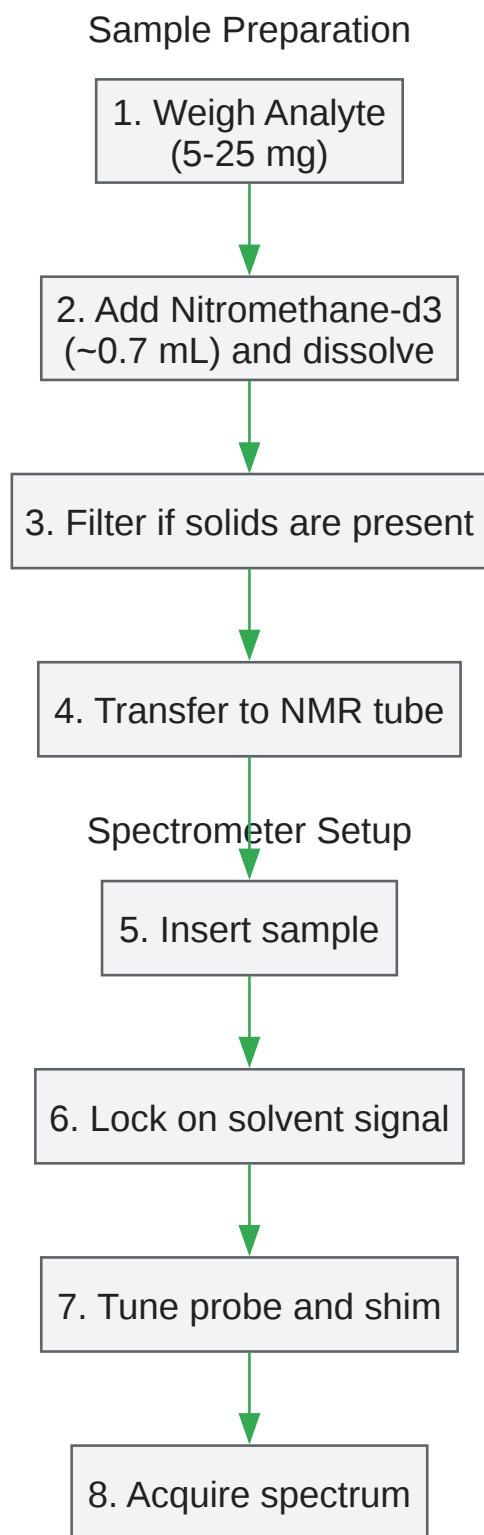 Sample Preparation
1. Weigh Analyte
(5-25 mg)
2. Add Nitromethane-d3
(~0.7 mL) and dissolve
3. Filter if solids are present
4. Transfer to NMR tube
Spectrometer Setup
5. Insert sample
6. Lock on solvent signal
7. Tune probe and shim
8. Acquire spectrum